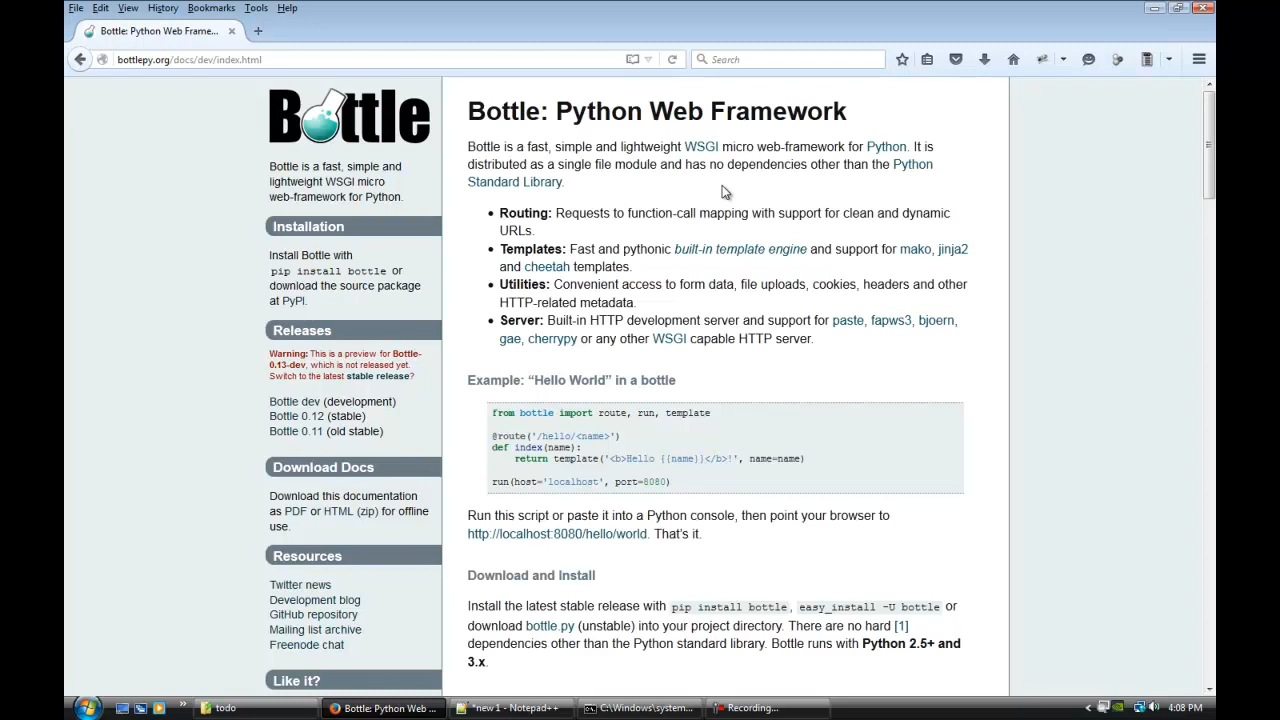 File Edit View History Bookmarks Tools Help
Bottle: Python Web Frame...
bottlepy.org/docs/dev/index.html
Search
Bottle
Bottle is a fast, simple and
lightweight WSGI micro
web-framework for Python.
Installation
Install Bottle with
pip install bottle or
download the source package
at PyPI.
Releases
Warning: This is a preview for Bottle-
0.13-dev, which is not released yet.
Switch to the latest stable release?
Bottle dev (development)
Bottle 0.12 (stable)
Bottle 0.11 (old stable)
Download Docs
Download this documentation
as PDF or HTML (zip) for offline
use.
Resources
Twitter news
Development blog
GitHub repository
Mailing list archive
Freenode chat
Like it?
Bottle: Python Web Framework
Bottle is a fast, simple and lightweight WSGI micro web-framework for Python. It is
distributed as a single file module and has no dependencies other than the Python
Standard Library.
• Routing: Requests to function-call mapping with support for clean and dynamic
URLs.
• Templates: Fast and pythonic built-in template engine and support for mako, jinja2
and cheetah templates.
• Utilities: Convenient access to form data, file uploads, cookies, headers and other
HTTP-related metadata.
• Server: Built-in HTTP development server and support for paste, fapws3, bjoern,
gae, cherrypy or any other WSGI capable HTTP server.
Example: “Hello World” in a bottle
from bottle import route, run, template
@route('/hello/<name>')
def index(name):
    return template('<b>Hello {{name}}</b>!', name=name)
run(host='localhost', port=8080)
Run this script or paste it into a Python console, then point your browser to
http://localhost:8080/hello/world. That’s it.
Download and Install
Install the latest stable release with pip install bottle, easy_install -U bottle or
download bottle.py (unstable) into your project directory. There are no hard [1]
dependencies other than the Python standard library. Bottle runs with Python 2.5+ and
3.x.
todo
Bottle: Python Web ...
*new 1 - Notepad++
C:\Windows\system...
Recording...
4:08 PM